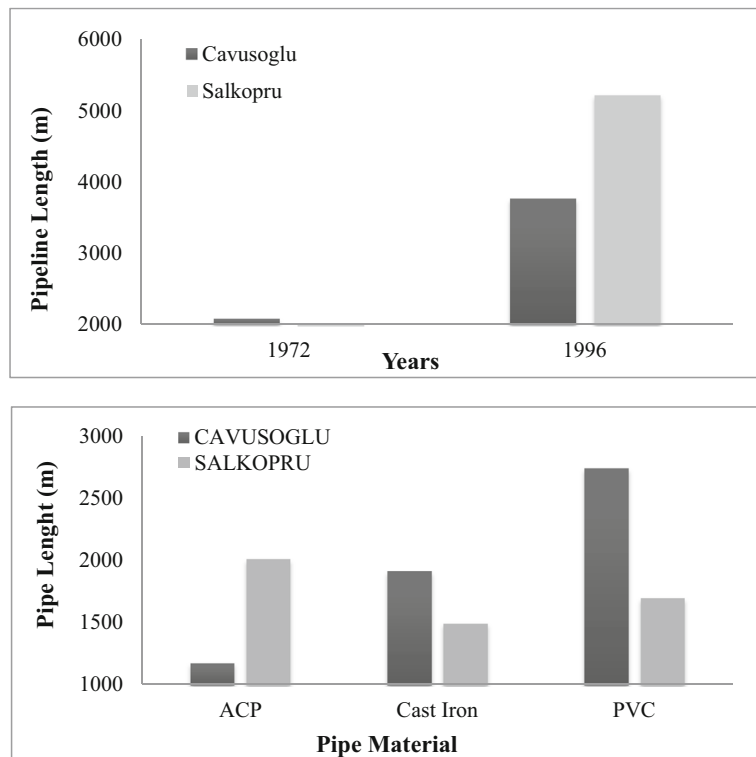 6000
Cavusoglu
Salkopru
5000
4000
3000
2000
Pipeline Length (m)
1972
1996
Years
3000
CAVUSOGLU
SALKOPRU
2500
2000
1500
1000
Pipe Lenght (m)
ACP
Cast Iron
PVC
Pipe Material